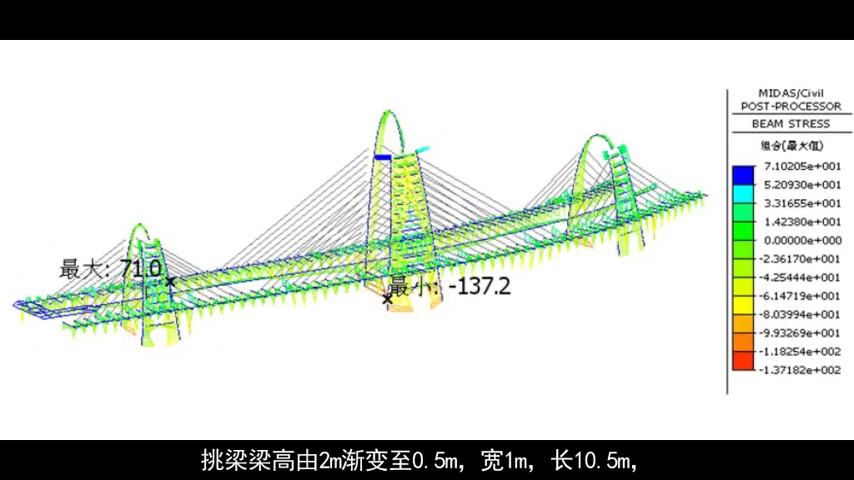 MIDAS/Civil
POST-PROCESSOR
BEAM STRESS
组合(最大值)
7.10205e+001
5.20930e+001
3.31655e+001
1.42380e+001
0.00000e+000
-2.36170e+001
-4.25444e+001
-6.14719e+001
-8.03994e+001
-9.93269e+001
-1.18254e+002
-1.37182e+002
最大: 71.0
最小: -137.2
挑梁梁高由2m渐变至0.5m，宽1m，长10.5m，